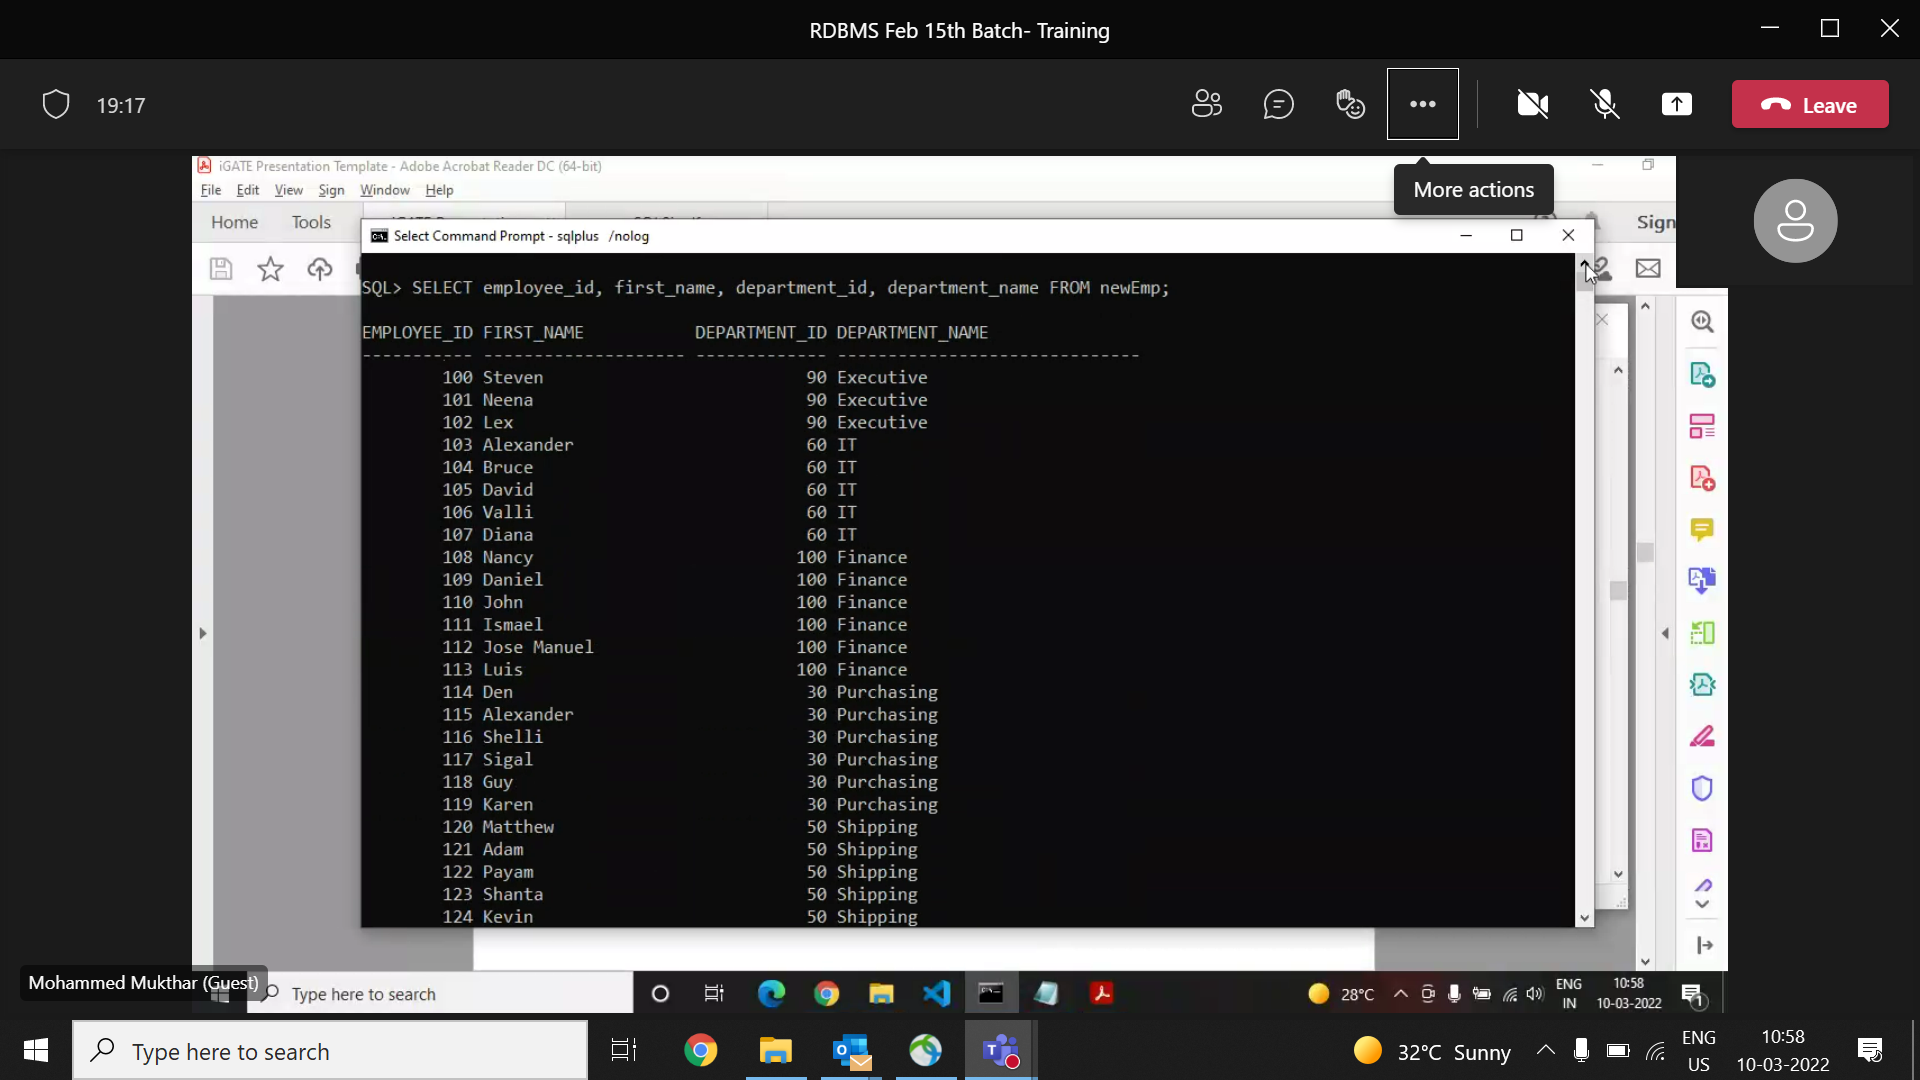 RDBMS Feb 15th Batch- Training
19:17
Leave
More actions
iGATE Presentation Template - Adobe Acrobat Reader DC (64-bit)
File Edit View Sign Window Help
Home Tools
Sign
Select Command Prompt - sqlplus /nolog
SQL> SELECT employee_id, first_name, department_id, department_name FROM newEmp;
EMPLOYEE_ID FIRST_NAME DEPARTMENT_ID DEPARTMENT_NAME
----------- -------------------- ------------- ------------------------------
100 Steven 90 Executive
101 Neena 90 Executive
102 Lex 90 Executive
103 Alexander 60 IT
104 Bruce 60 IT
105 David 60 IT
106 Valli 60 IT
107 Diana 60 IT
108 Nancy 100 Finance
109 Daniel 100 Finance
110 John 100 Finance
111 Ismael 100 Finance
112 Jose Manuel 100 Finance
113 Luis 100 Finance
114 Den 30 Purchasing
115 Alexander 30 Purchasing
116 Shelli 30 Purchasing
117 Sigal 30 Purchasing
118 Guy 30 Purchasing
119 Karen 30 Purchasing
120 Matthew 50 Shipping
121 Adam 50 Shipping
122 Payam 50 Shipping
123 Shanta 50 Shipping
124 Kevin 50 Shipping
Mohammed Mukthar (Guest)
Type here to search
28°C
ENG
IN
10:58
10-03-2022
1
Type here to search
32°C Sunny
ENG
US
10:58
10-03-2022